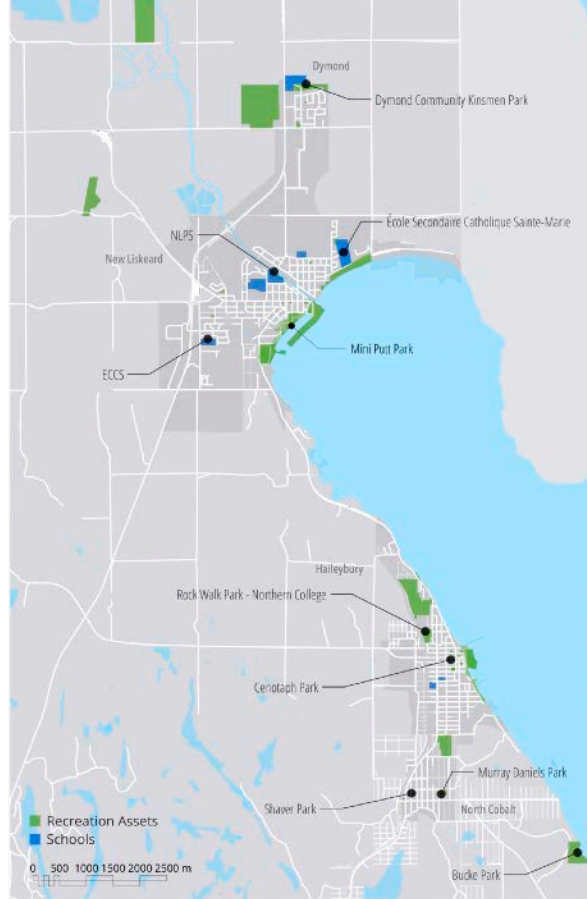 Dymond
Dymond Community Kinsmen Park
École Secondaire Catholique Sainte-Marie
NLPS
New Liskeard
Mini Putt Park
ECCS
Haileybury
Rock Walk Park - Northern College
Cenotaph Park
Murray Daniels Park
Shaver Park
North Cobalt
Recreation Assets
Schools
0 500 1000 1500 2000 2500 m
Bucke Park